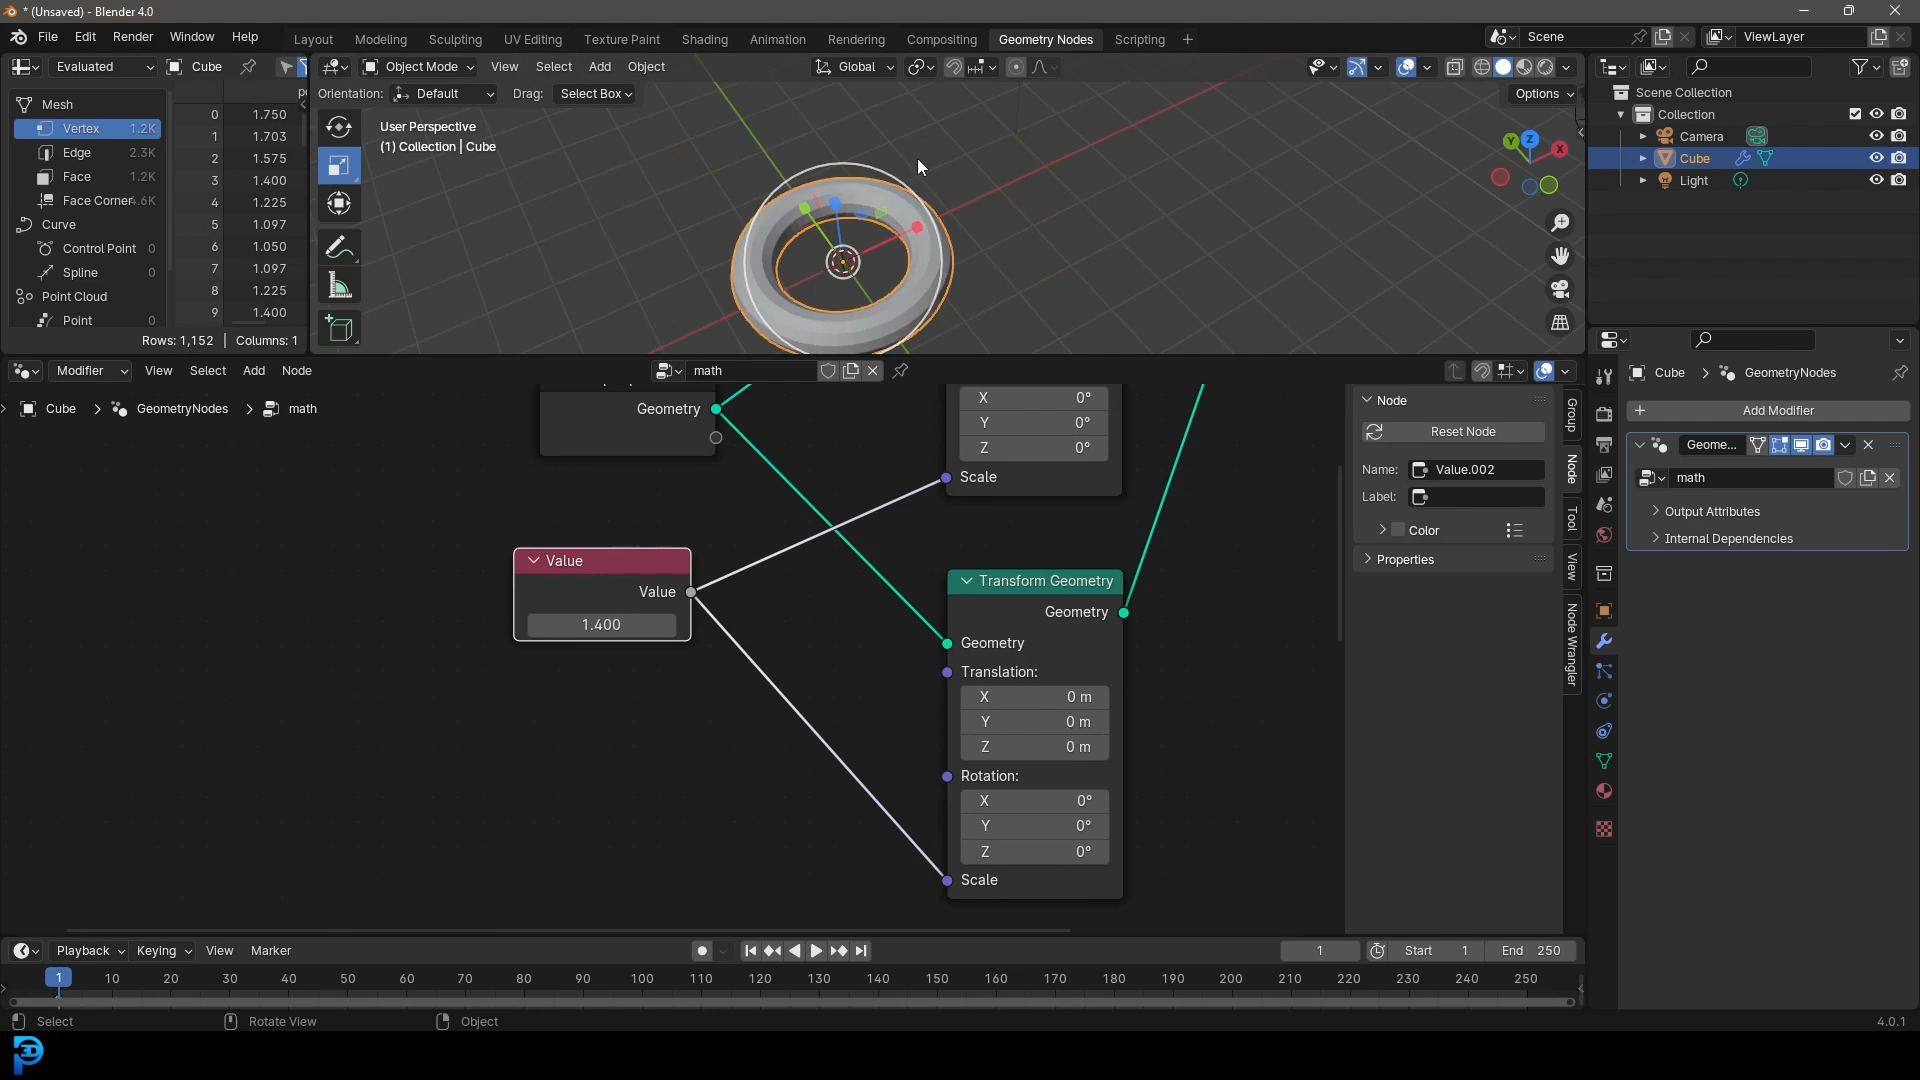 * (Unsaved) - Blender 4.0
File Edit Render Window Help Layout Modeling Sculpting UV Editing Texture Paint Shading Animation Rendering Compositing Geometry Nodes Scripting + Scene ViewLayer
Evaluated Cube Object Mode View Select Add Object Global
Orientation: Default Drag: Select Box Options
Mesh
Vertex 1.2K
Edge 2.3K
Face 1.2K
Face Corner 4.6K
Curve
Control Point 0
Spline 0
Point Cloud
Point 0
0 1.750
1 1.703
2 1.575
3 1.400
4 1.225
5 1.097
6 1.050
7 1.097
8 1.225
9 1.400
Rows: 1,152 | Columns: 1
User Perspective
(1) Collection | Cube
Y Z X
Scene Collection
Collection
Camera
Cube
Light
Modifier View Select Add Node math
Cube > GeometryNodes > math
Geometry
X 0°
Y 0°
Z 0°
Scale
Value
Value
1.400
Transform Geometry
Geometry
Geometry
Translation:
X 0 m
Y 0 m
Z 0 m
Rotation:
X 0°
Y 0°
Z 0°
Scale
Node
Reset Node
Name: Value.002
Label:
Color
Properties
Group
Node
Tool
View
Node Wrangler
Cube > GeometryNodes
+ Add Modifier
Geome...
math
Output Attributes
Internal Dependencies
Playback Keying View Marker 1 Start 1 End 250
1 10 20 30 40 50 60 70 80 90 100 110 120 130 140 150 160 170 180 190 200 210 220 230 240 250
Select Rotate View Object 4.0.1